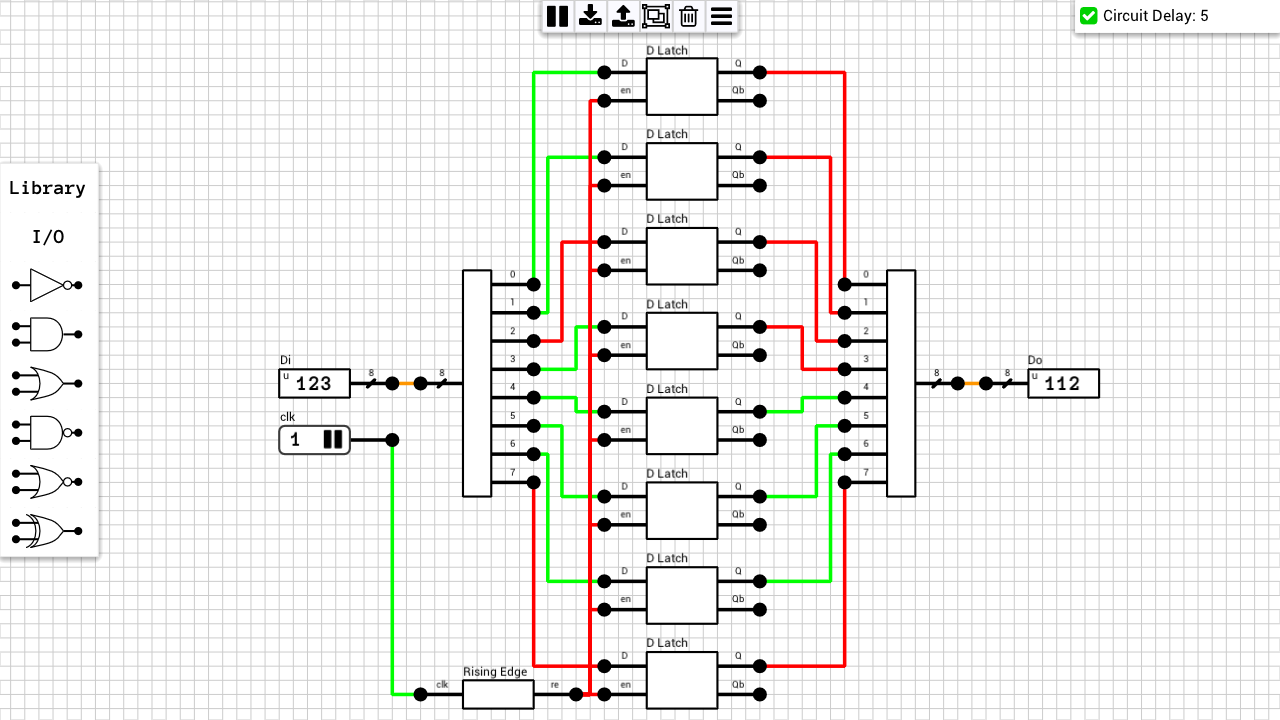 Circuit Delay: 5
Library
I/O
Di
u 123
8
8
clk
1
0
1
2
3
4
5
6
7
Rising Edge
clk
re
D Latch
D
en
Q
Qb
D Latch
D
en
Q
Qb
D Latch
D
en
Q
Qb
D Latch
D
en
Q
Qb
D Latch
D
en
Q
Qb
D Latch
D
en
Q
Qb
D Latch
D
en
Q
Qb
D Latch
D
en
Q
Qb
0
1
2
3
4
5
6
7
8
8
Do
u 112